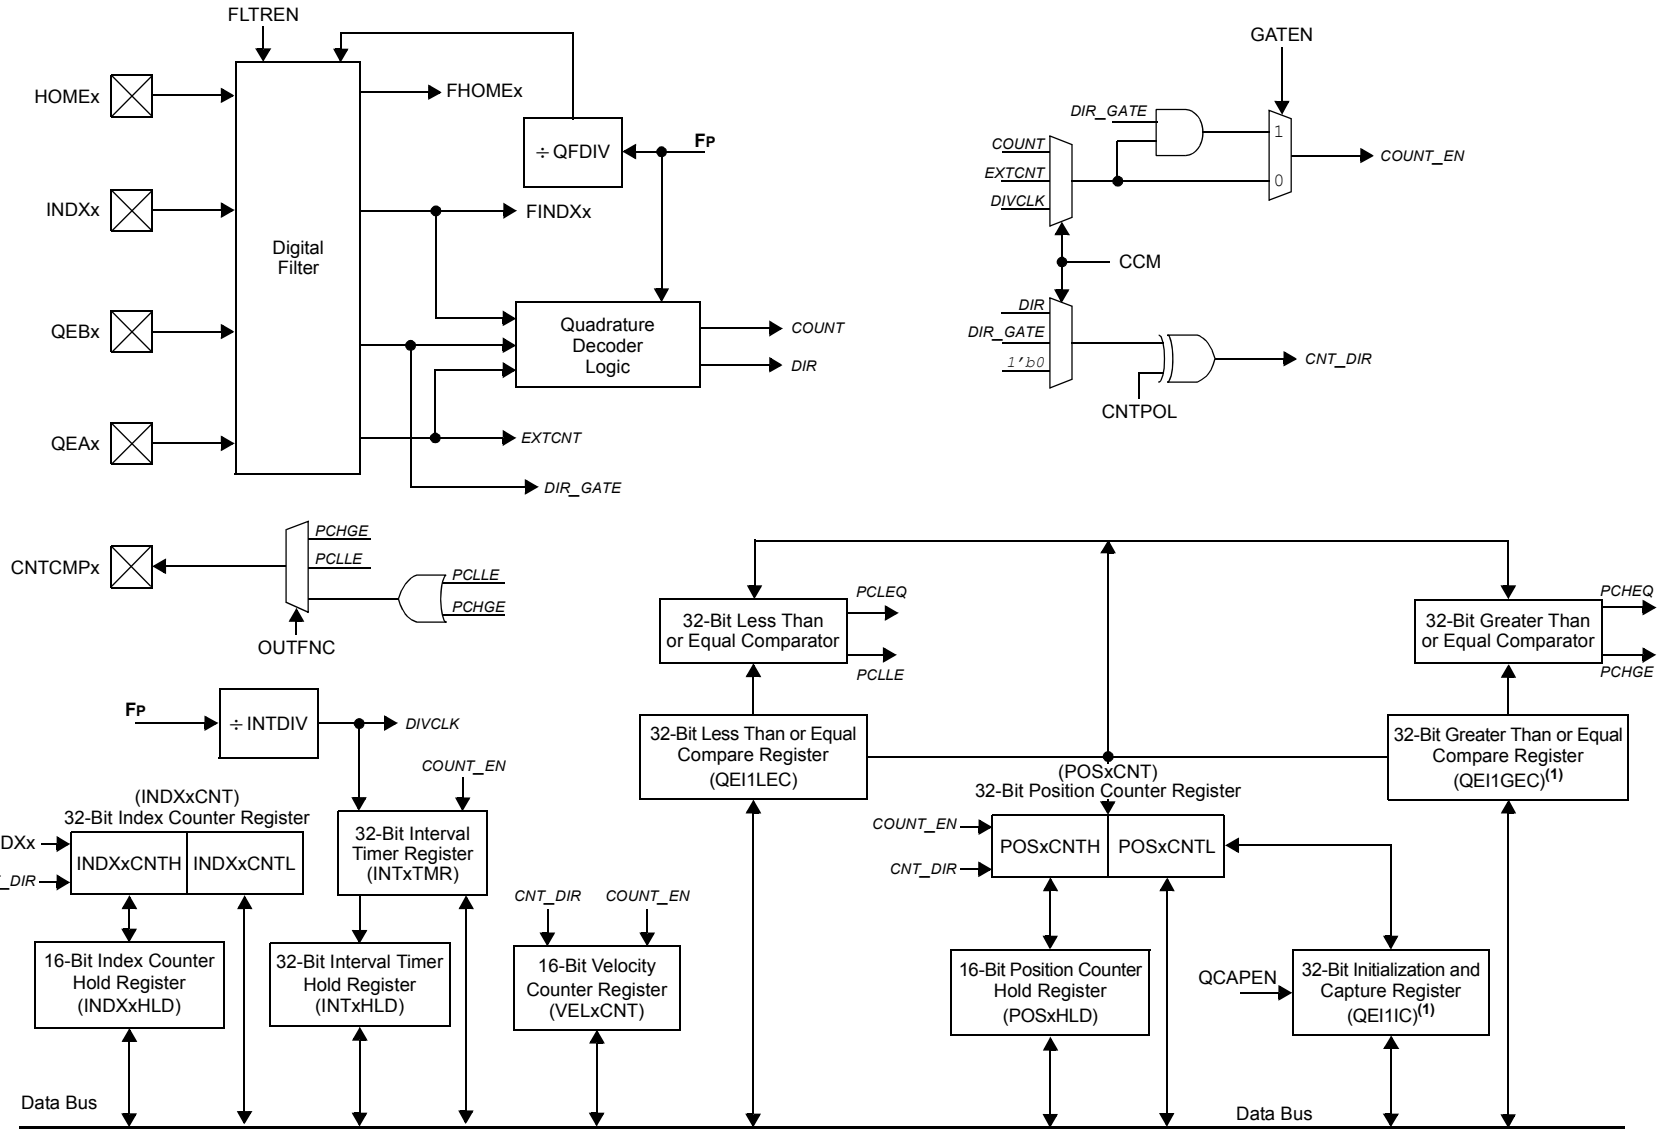 FLTREN
HOMEx
FHOMEx
÷ QFDIV
FP
INDXx
FINDXx
Digital
Filter
QEBx
Quadrature
Decoder
Logic
COUNT
DIR
QEAx
EXTCNT
DIR_GATE
GATEN
DIR_GATE
COUNT
EXTCNT
DIVCLK
1
0
COUNT_EN
CCM
DIR
DIR_GATE
1'b0
CNT_DIR
CNTPOL
CNTCMPx
PCHGE
PCLLE
PCLLE
PCHGE
OUTFNC
PCLEQ
32-Bit Less Than
or Equal Comparator
PCLLE
PCHEQ
32-Bit Greater Than
or Equal Comparator
PCHGE
FP
÷ INTDIV
DIVCLK
COUNT_EN
32-Bit Less Than or Equal
Compare Register
(QEI1LEC)
32-Bit Greater Than or Equal
Compare Register
(QEI1GEC)(1)
(POSxCNT)
32-Bit Position Counter Register
COUNT_EN
CNT_DIR
POSxCNTH
POSxCNTL
(INDXxCNT)
32-Bit Index Counter Register
DXx
_DIR
INDXxCNTH
INDXxCNTL
32-Bit Interval
Timer Register
(INTxTMR)
CNT_DIR
COUNT_EN
16-Bit Index Counter
Hold Register
(INDXxHLD)
32-Bit Interval Timer
Hold Register
(INTxHLD)
16-Bit Velocity
Counter Register
(VELxCNT)
16-Bit Position Counter
Hold Register
(POSxHLD)
QCAPEN
32-Bit Initialization and
Capture Register
(QEI1IC)(1)
Data Bus
Data Bus